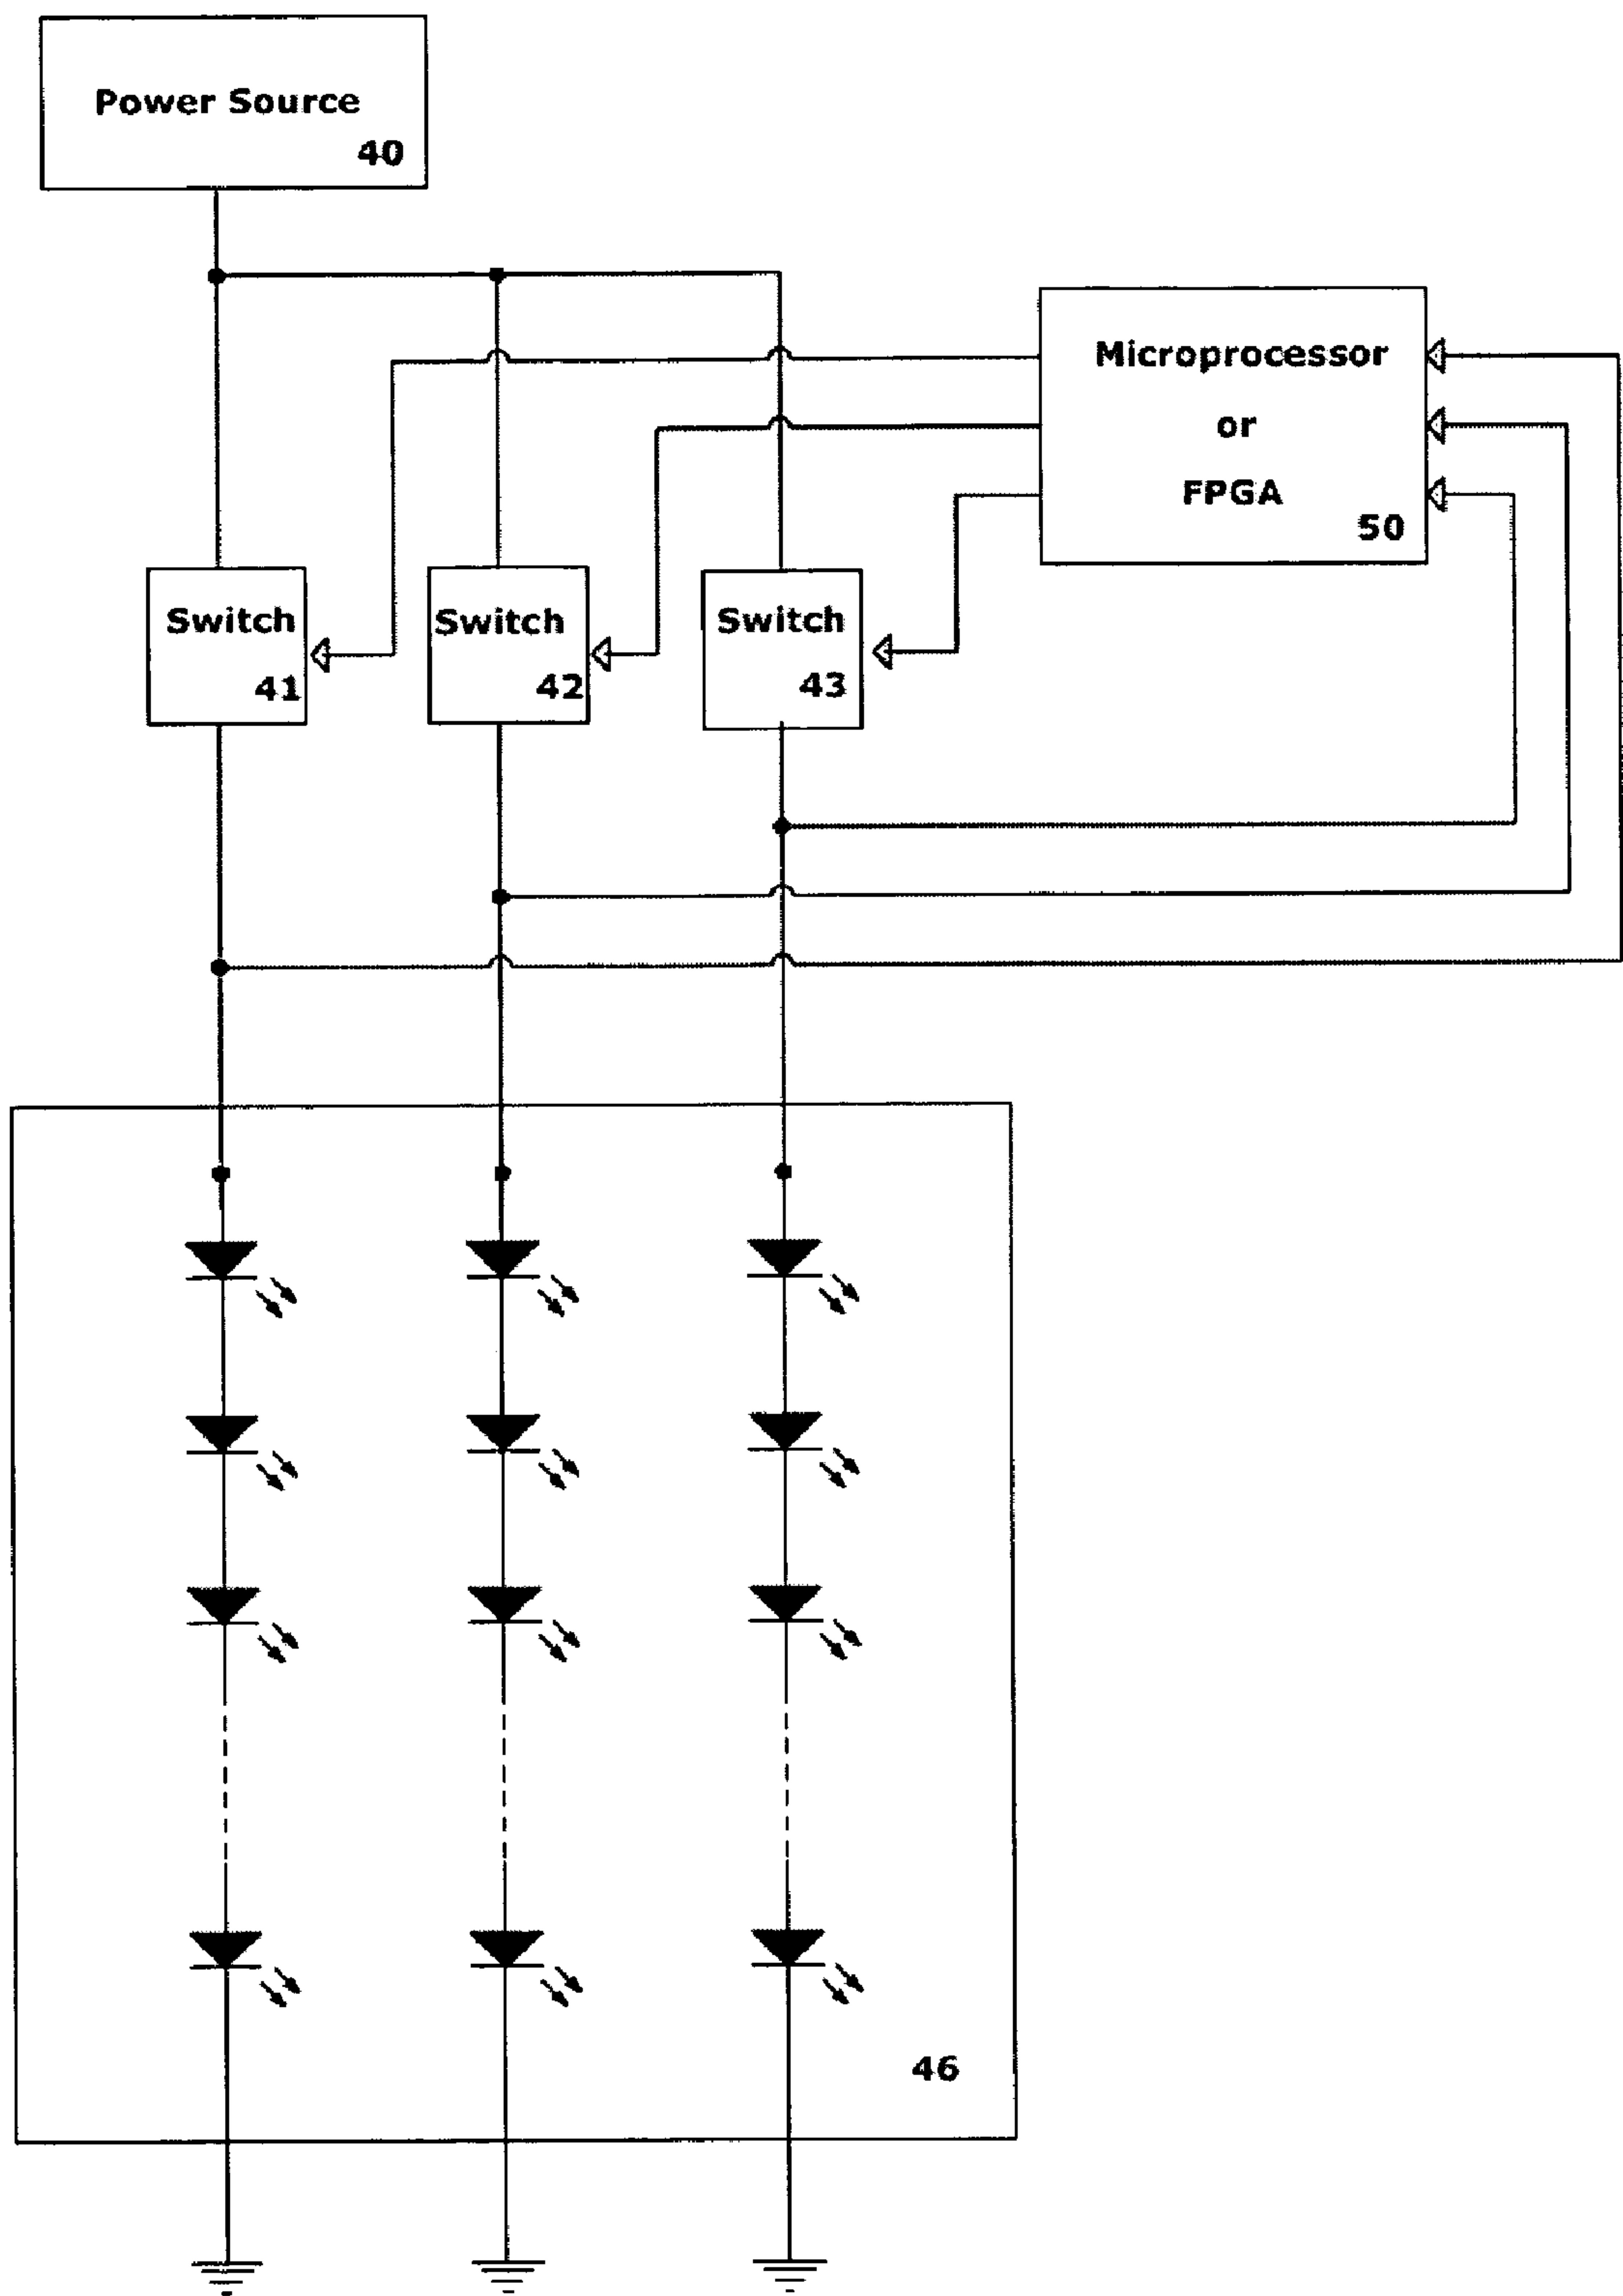 Power Source
40
Microprocessor
or
FPGA
50
Switch
41
Switch
42
Switch
43
46